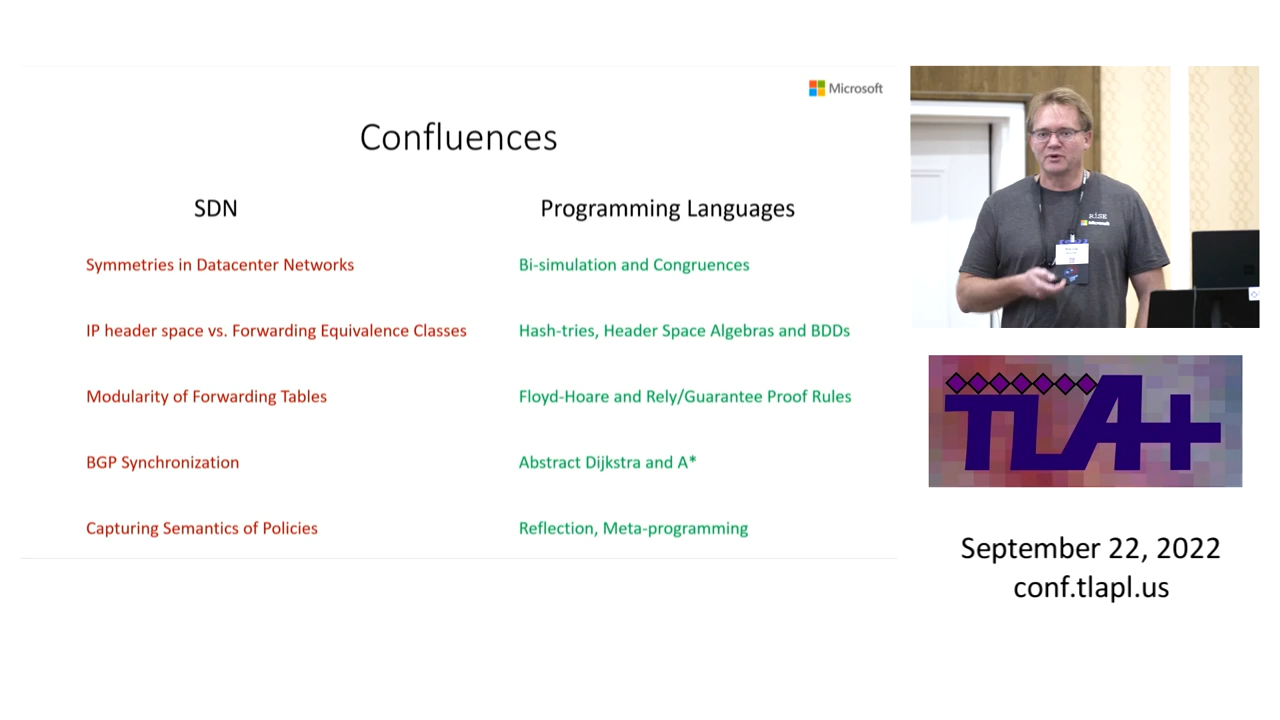 Microsoft
Confluences
SDN
Programming Languages
Symmetries in Datacenter Networks
Bi-simulation and Congruences
IP header space vs. Forwarding Equivalence Classes
Hash-tries, Header Space Algebras and BDDs
Modularity of Forwarding Tables
Floyd-Hoare and Rely/Guarantee Proof Rules
BGP Synchronization
Abstract Dijkstra and A*
Capturing Semantics of Policies
Reflection, Meta-programming
RiSE
Microsoft
TLA+
September 22, 2022
conf.tlapl.us